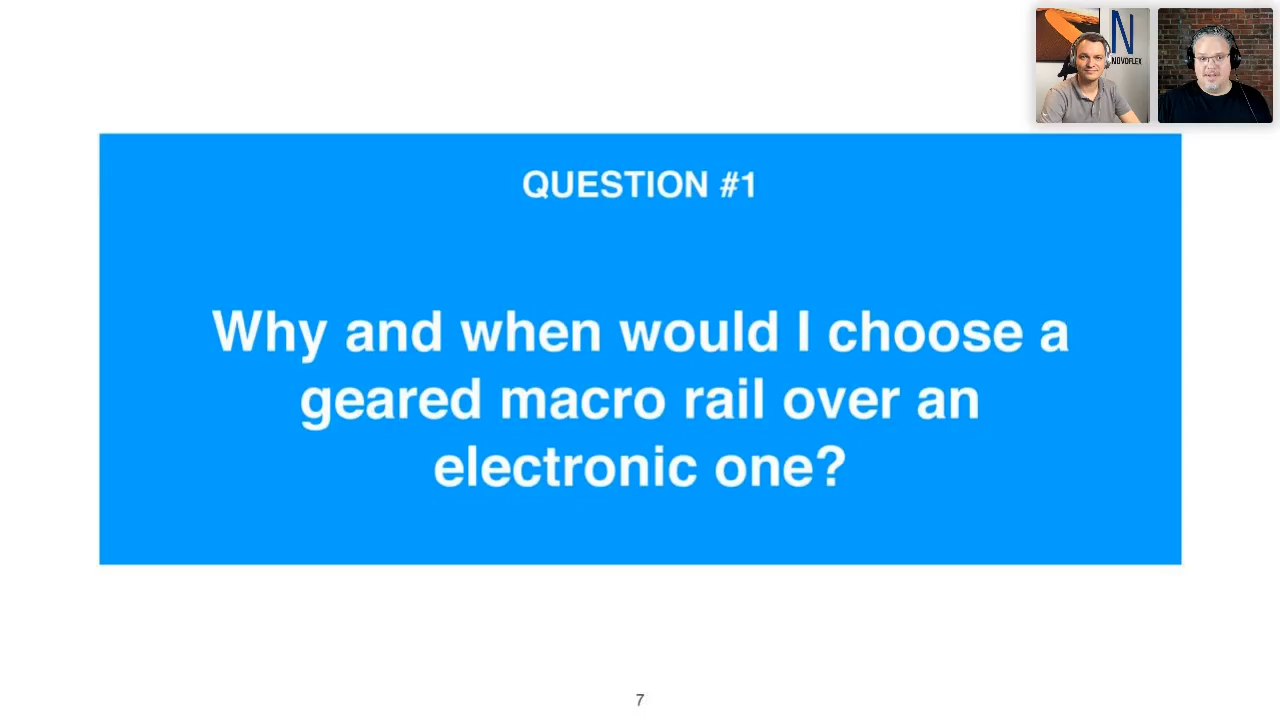 N
NOVOFLEX
QUESTION #1
Why and when would I choose a
geared macro rail over an
electronic one?
7